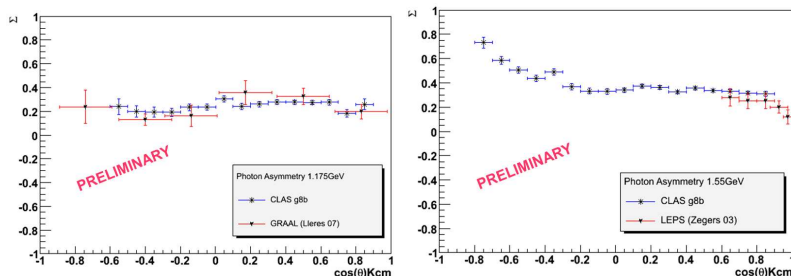 Σ
1
0.8
0.6
0.4
0.2
0
-0.2
-0.4
-0.6
-0.8
-1
-1 -0.8 -0.6 -0.4 -0.2 0 0.2 0.4 0.6 0.8 1
cos(θ)Kcm
PRELIMINARY
Photon Asymmetry 1.175GeV
CLAS g8b
GRAAL (Lleres 07)
Σ
1
0.8
0.6
0.4
0.2
0
-0.2
-0.4
-0.6
-0.8
-1
-1 -0.8 -0.6 -0.4 -0.2 0 0.2 0.4 0.6 0.8 1
cos(θ)Kcm
PRELIMINARY
Photon Asymmetry 1.55GeV
CLAS g8b
LEPS (Zegers 03)